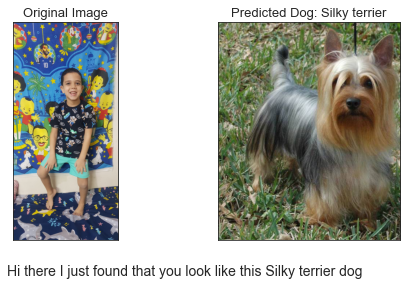 Original Image
Predicted Dog: Silky terrier
Hi there I just found that you look like this Silky terrier dog